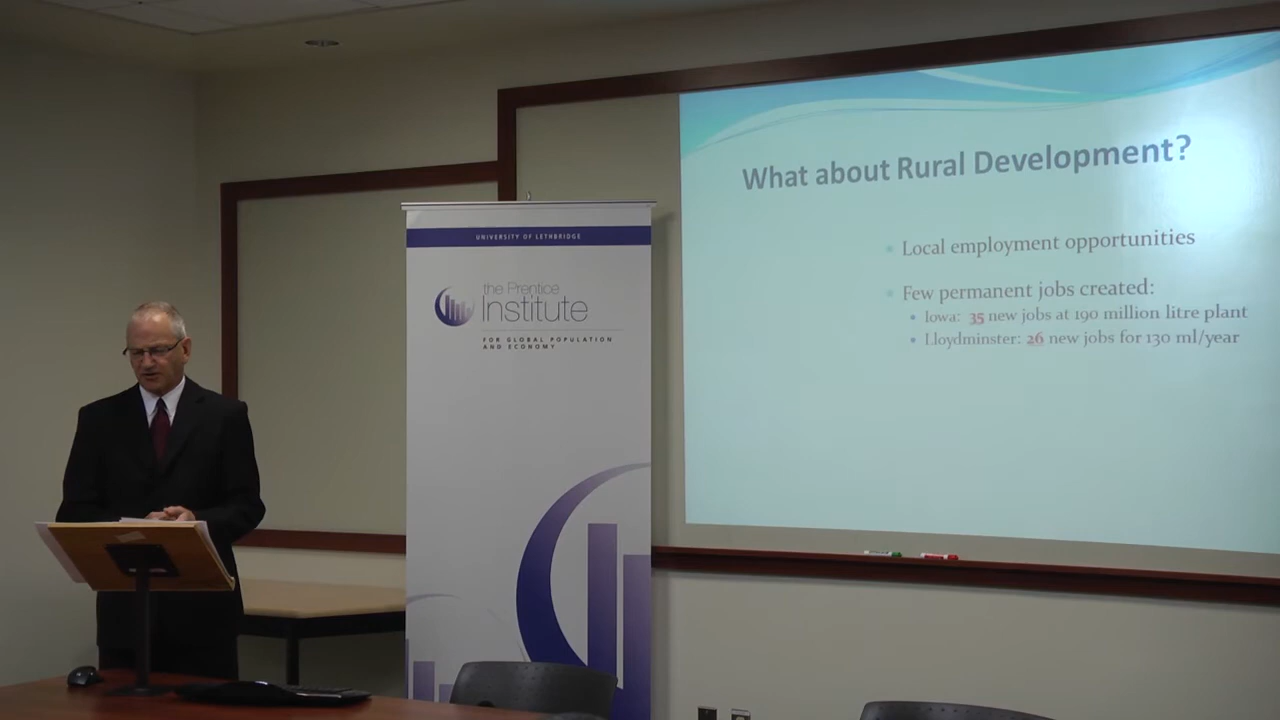 UNIVERSITY OF LETHBRIDGE
the Prentice
Institute
FOR GLOBAL POPULATION
AND ECONOMY
What about Rural Development?
Local employment opportunities
Few permanent jobs created:
Iowa: 35 new jobs at 190 million litre plant
Lloydminster: 26 new jobs for 130 ml/year